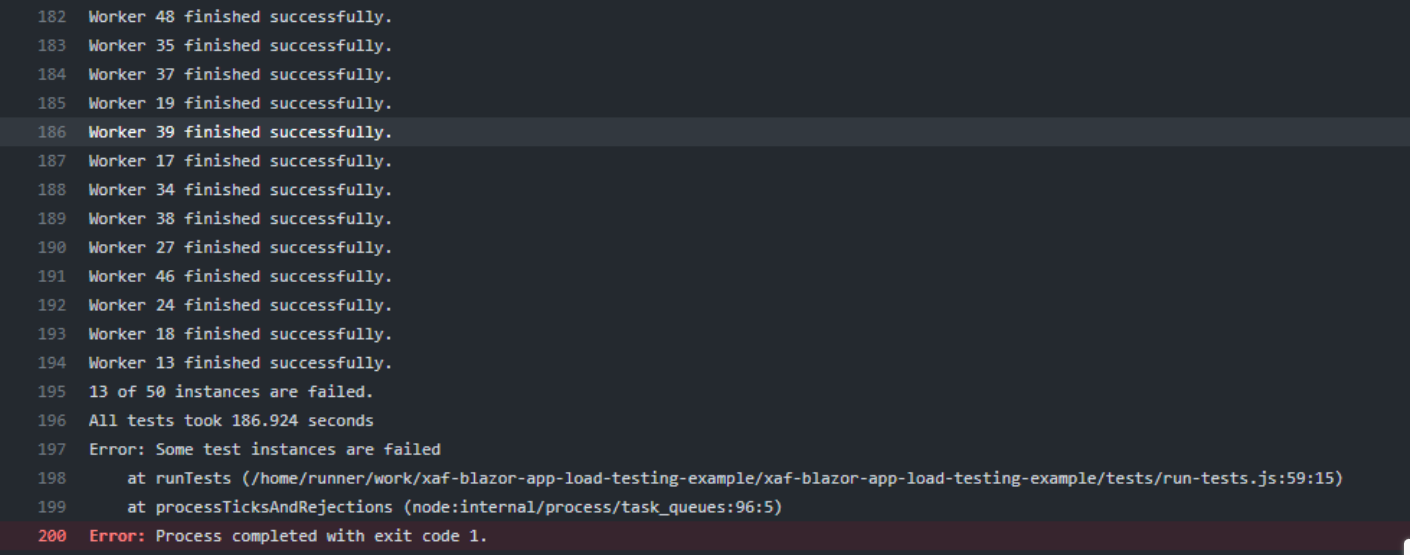 182 Worker 48 finished successfully.
183 Worker 35 finished successfully.
184 Worker 37 finished successfully.
185 Worker 19 finished successfully.
186 Worker 39 finished successfully.
187 Worker 17 finished successfully.
188 Worker 34 finished successfully.
189 Worker 38 finished successfully.
190 Worker 27 finished successfully.
191 Worker 46 finished successfully.
192 Worker 24 finished successfully.
193 Worker 18 finished successfully.
194 Worker 13 finished successfully.
195 13 of 50 instances are failed.
196 All tests took 186.924 seconds
197 Error: Some test instances are failed
198     at runTests (/home/runner/work/xaf-blazor-app-load-testing-example/xaf-blazor-app-load-testing-example/tests/run-tests.js:59:15)
199     at processTicksAndRejections (node:internal/process/task_queues:96:5)
200 Error: Process completed with exit code 1.